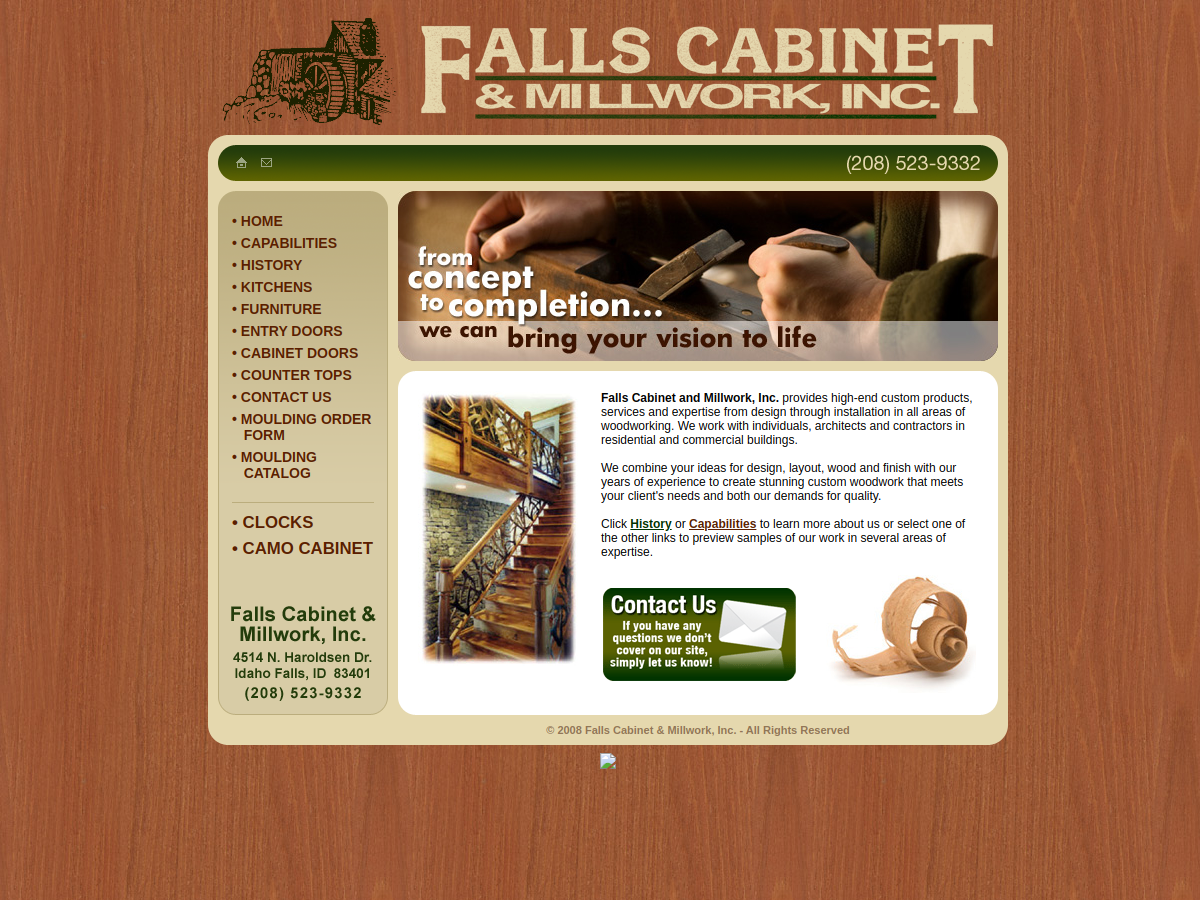 FALLS CABINET
& MILLWORK, INC.
(208) 523-9332
• HOME
• CAPABILITIES
• HISTORY
• KITCHENS
• FURNITURE
• ENTRY DOORS
• CABINET DOORS
• COUNTER TOPS
• CONTACT US
• MOULDING ORDER
FORM
• MOULDING
CATALOG
• CLOCKS
• CAMO CABINET
Falls Cabinet &
Millwork, Inc.
4514 N. Haroldsen Dr.
Idaho Falls, ID 83401
(208) 523-9332
from
concept
to completion...
we can bring your vision to life
Falls Cabinet and Millwork, Inc. provides high-end custom products,
services and expertise from design through installation in all areas of
woodworking. We work with individuals, architects and contractors in
residential and commercial buildings.
We combine your ideas for design, layout, wood and finish with our
years of experience to create stunning custom woodwork that meets
your client's needs and both our demands for quality.
Click History or Capabilities to learn more about us or select one of
the other links to preview samples of our work in several areas of
expertise.
Contact Us
If you have any
questions we don't
cover on our site,
simply let us know!
© 2008 Falls Cabinet & Millwork, Inc. - All Rights Reserved